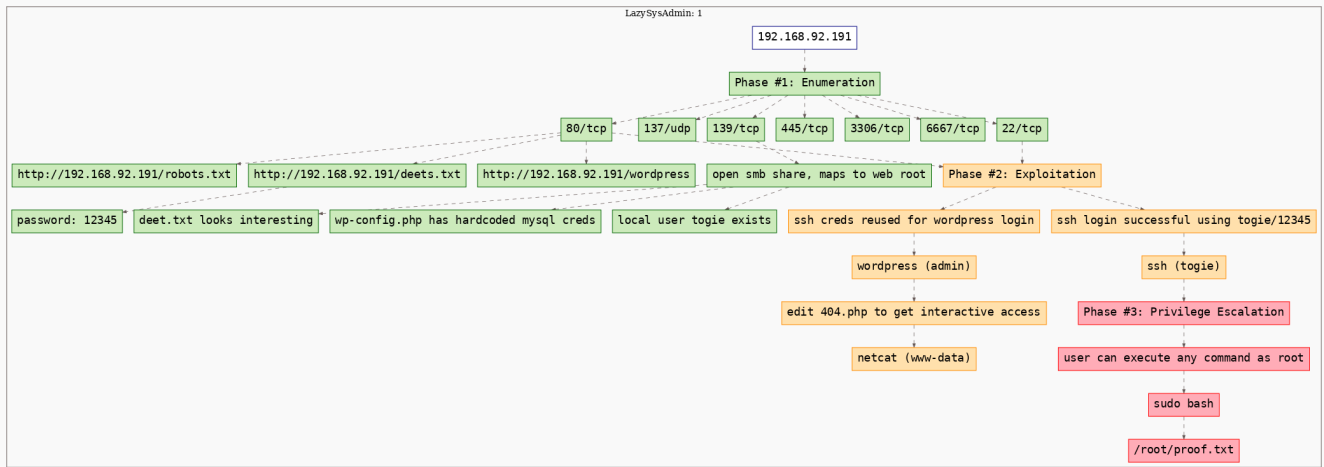 LazySysAdmin: 1
192.168.92.191
Phase #1: Enumeration
80/tcp
137/udp
139/tcp
445/tcp
3306/tcp
6667/tcp
22/tcp
http://192.168.92.191/robots.txt
http://192.168.92.191/deets.txt
http://192.168.92.191/wordpress
open smb share, maps to web root
Phase #2: Exploitation
password: 12345
deet.txt looks interesting
wp-config.php has hardcoded mysql creds
local user togie exists
ssh creds reused for wordpress login
ssh login successful using togie/12345
wordpress (admin)
ssh (togie)
edit 404.php to get interactive access
Phase #3: Privilege Escalation
netcat (www-data)
user can execute any command as root
sudo bash
/root/proof.txt